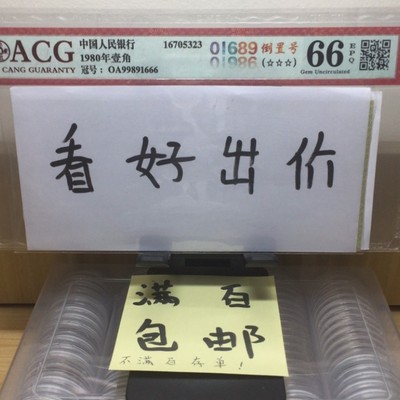 ACG
CANG GUARANTY
中国人民银行
1980年壹角
冠号：OA99891666
16705323
01689 倒置号
01986 (☆☆☆)
66 EPQ
Gem Uncirculated
看好出价
满百
包邮
不满百存单！